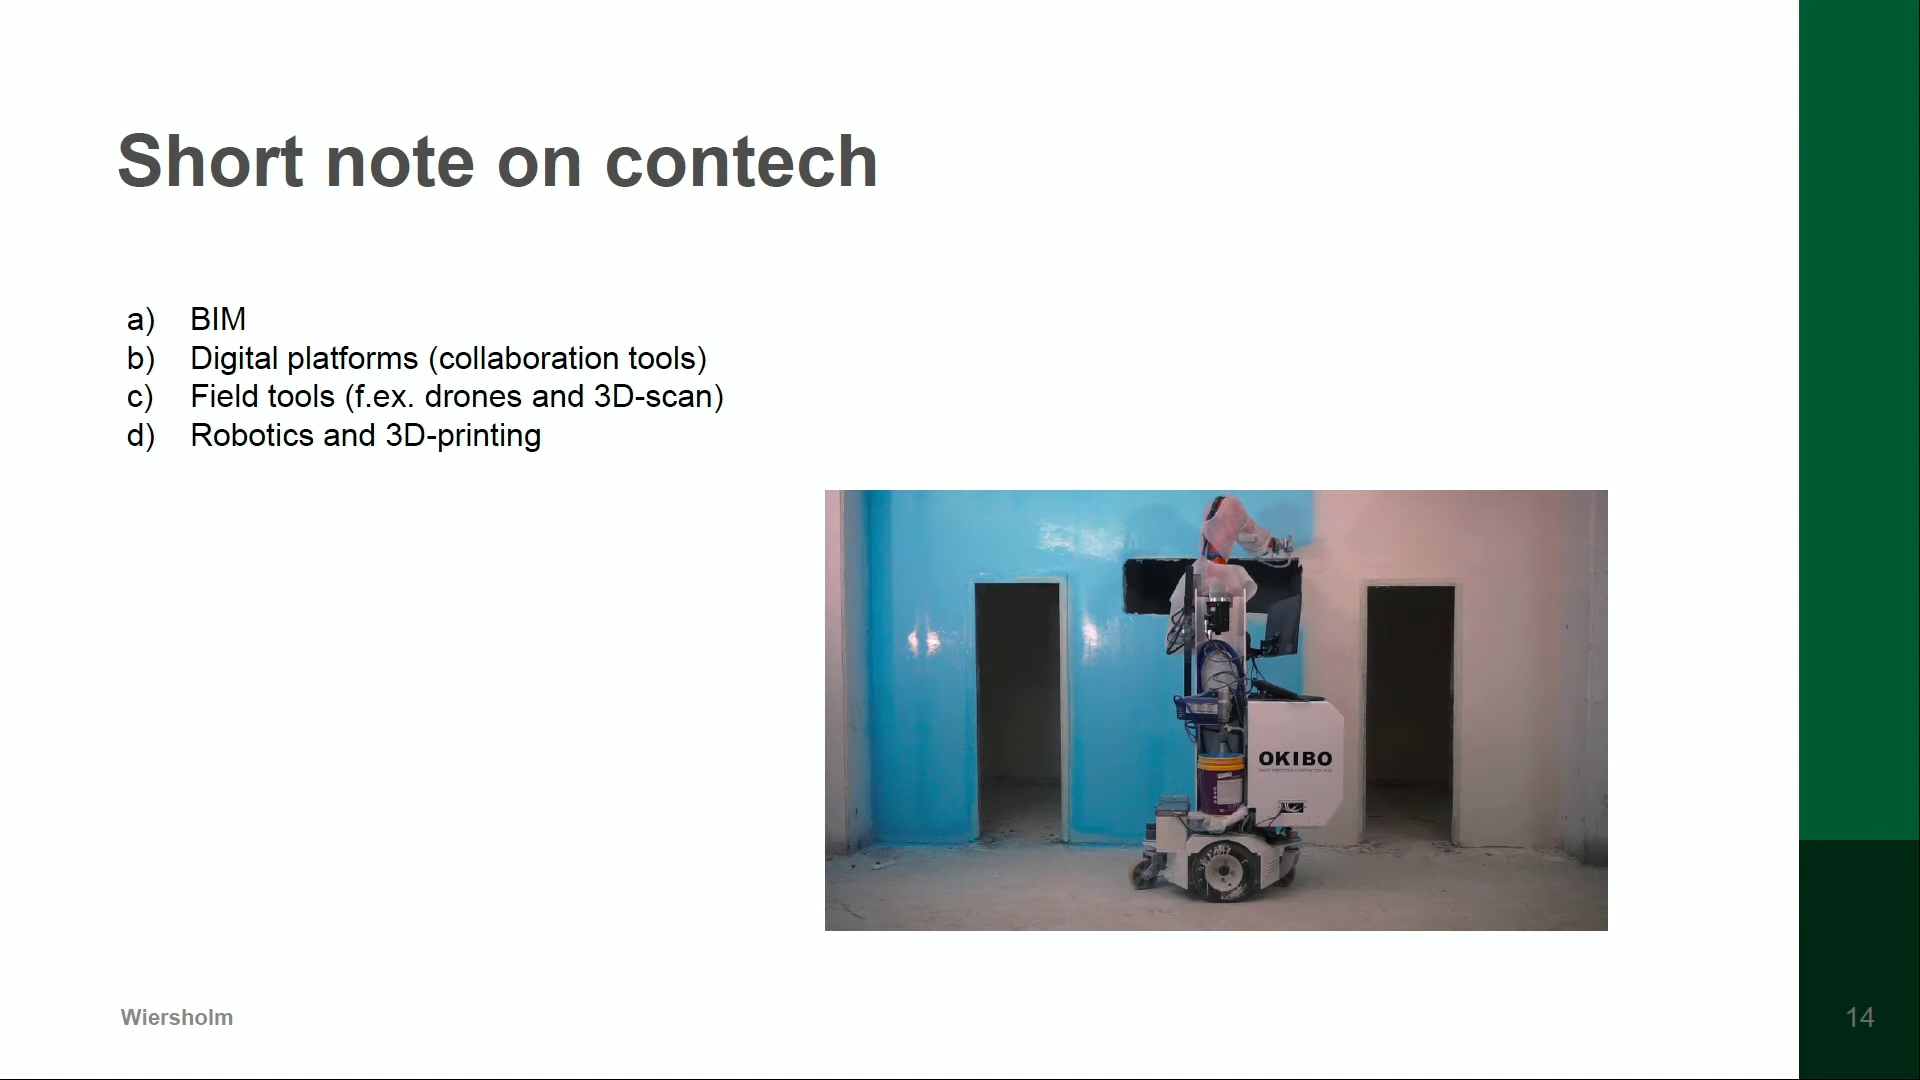 Short note on contech
a) BIM
b) Digital platforms (collaboration tools)
c) Field tools (f.ex. drones and 3D-scan)
d) Robotics and 3D-printing
OKIBO
Wiersholm
14